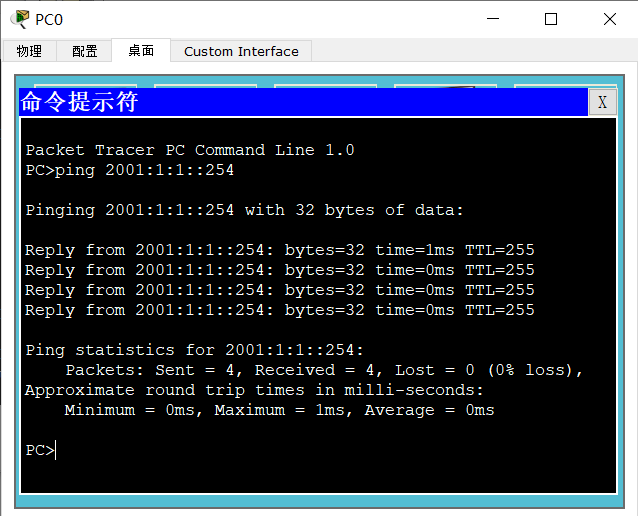 PC0
物理 配置 桌面 Custom Interface
命令提示符 X
Packet Tracer PC Command Line 1.0
PC>ping 2001:1:1::254
Pinging 2001:1:1::254 with 32 bytes of data:
Reply from 2001:1:1::254: bytes=32 time=1ms TTL=255
Reply from 2001:1:1::254: bytes=32 time=0ms TTL=255
Reply from 2001:1:1::254: bytes=32 time=0ms TTL=255
Reply from 2001:1:1::254: bytes=32 time=0ms TTL=255
Ping statistics for 2001:1:1::254:
Packets: Sent = 4, Received = 4, Lost = 0 (0% loss),
Approximate round trip times in milli-seconds:
Minimum = 0ms, Maximum = 1ms, Average = 0ms
PC>